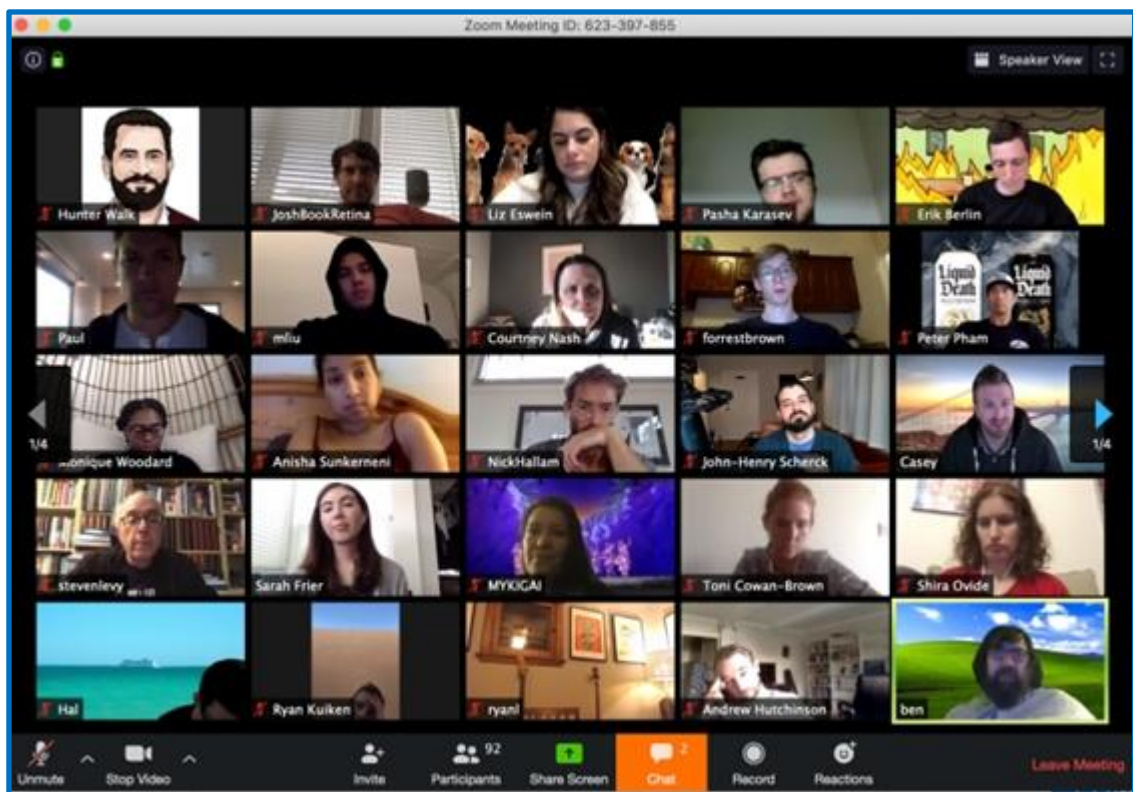 Zoom Meeting ID: 623-397-855
Speaker View
Hunter Walk
JoshBookRetina
Liz Eswein
Pasha Karasev
Erik Berlin
Paul
mliu
Courtney Nash
forrestbrown
Liquid Death
Liquid Death
Peter Pham
1/4
Monique Woodard
Anisha Sunkerneni
NickHallam
John-Henry Scherck
Casey
1/4
stevenlevy
Sarah Frier
MYKIGAI
Toni Cowan-Brown
Shira Ovide
Hal
Ryan Kuiken
ryanl
Andrew Hutchinson
ben
92
2
Unmute
Stop Video
Invite
Participants
Share Screen
Chat
Record
Reactions
Leave Meeting